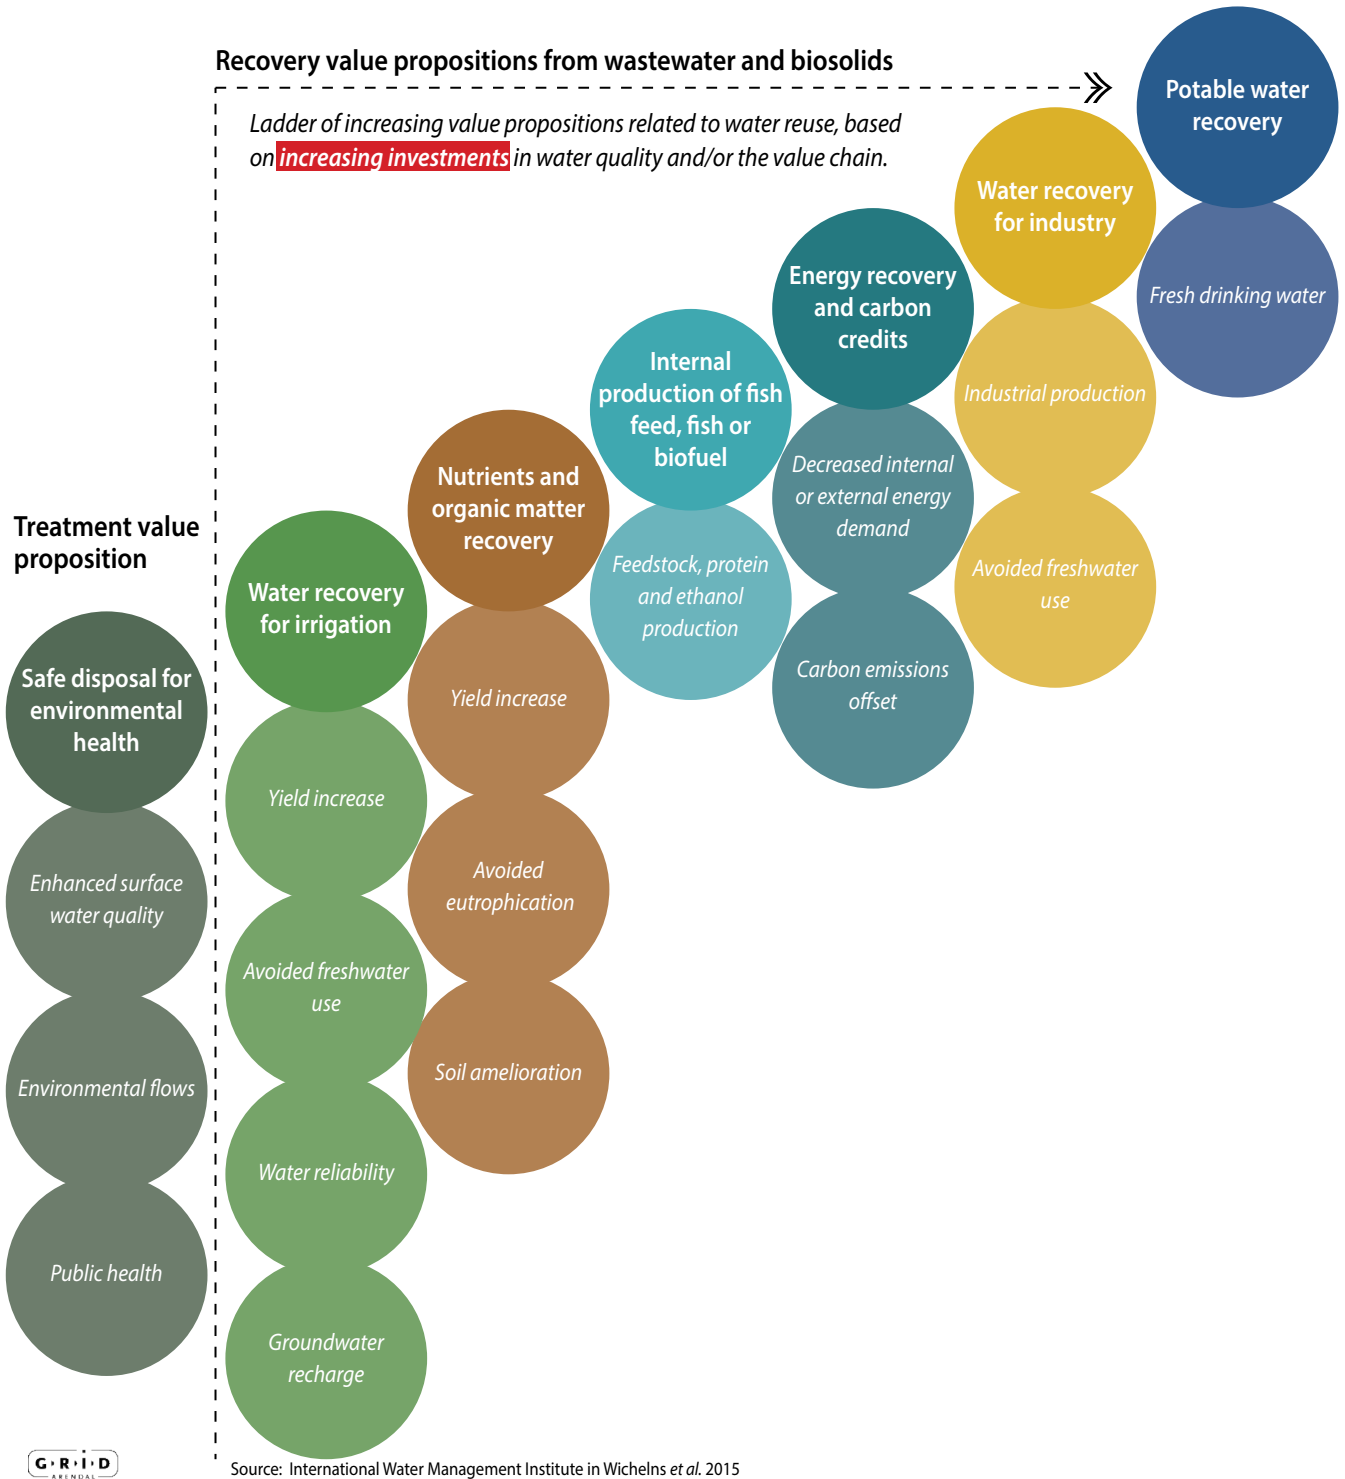 Recovery value propositions from wastewater and biosolids
Ladder of increasing value propositions related to water reuse, based
on increasing investments in water quality and/or the value chain.
Treatment value
proposition
Safe disposal for
environmental
health
Enhanced surface
water quality
Environmental flows
Public health
Water recovery
for irrigation
Yield increase
Avoided freshwater
use
Water reliability
Groundwater
recharge
Nutrients and
organic matter
recovery
Yield increase
Avoided
eutrophication
Soil amelioration
Internal
production of fish
feed, fish or
biofuel
Feedstock, protein
and ethanol
production
Energy recovery
and carbon
credits
Decreased internal
or external energy
demand
Carbon emissions
offset
Water recovery
for industry
Industrial production
Avoided freshwater
use
Potable water
recovery
Fresh drinking water
G·R·I·D
ARENDAL
Source: International Water Management Institute in Wichelns et al. 2015